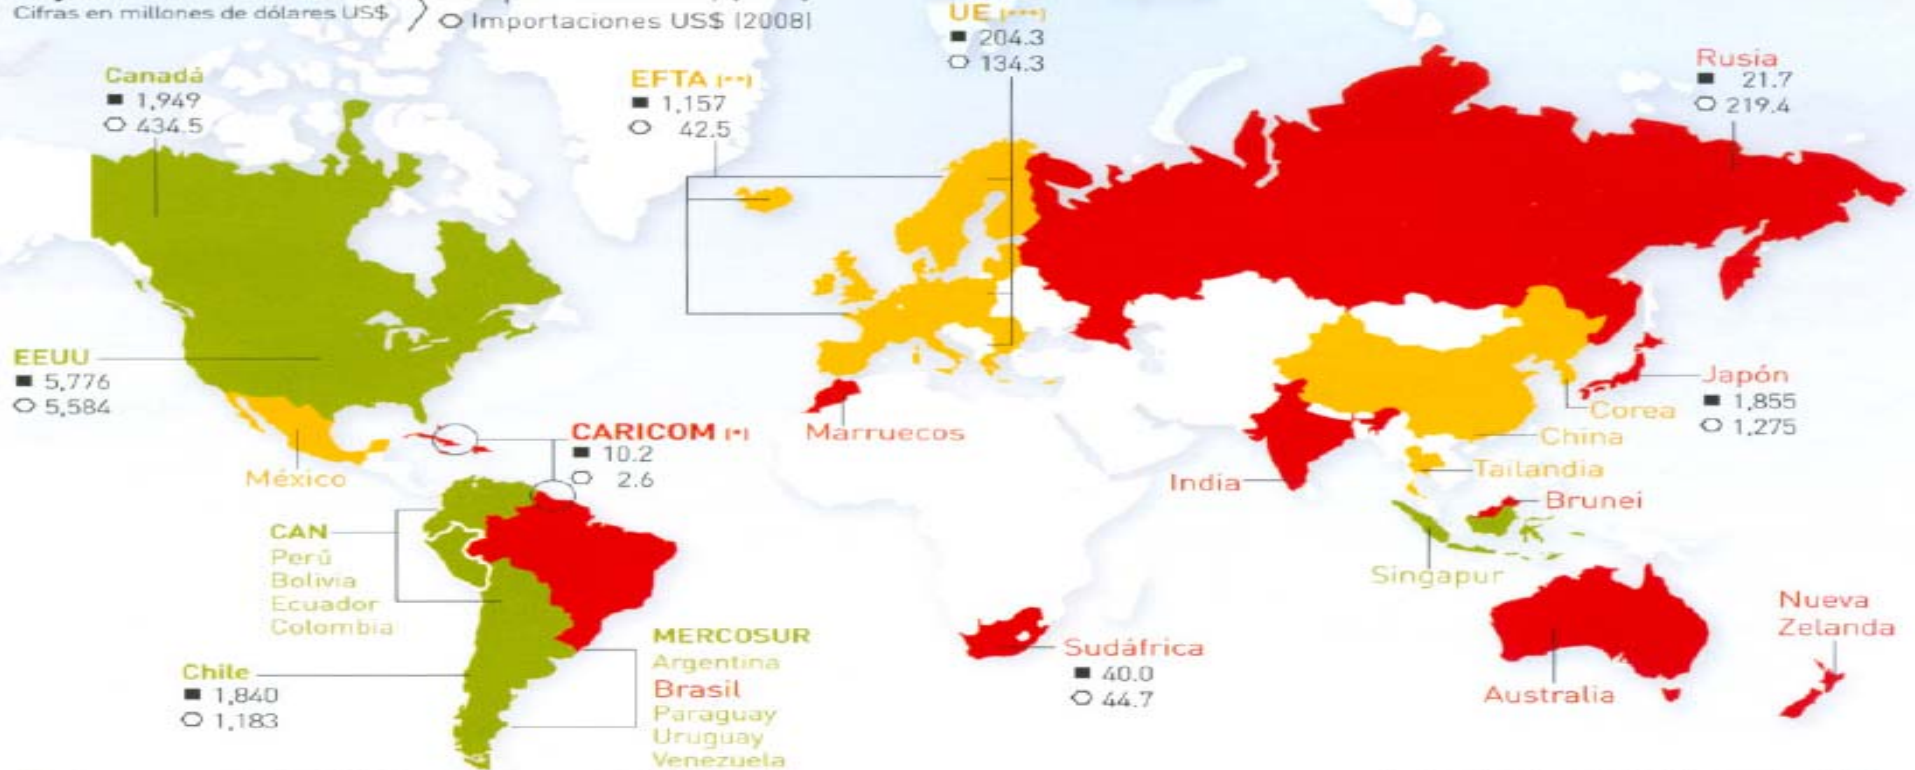 Cifras en millones de dólares US$
Importaciones US$ (2008)
Canadá
1,949
434.5
EFTA (**)
1,157
42.5
UE (***)
204.3
134.3
Rusia
21.7
219.4
EEUU
5,776
5,584
México
CARICOM (*)
10.2
2.6
Marruecos
India
Japón
1,855
1,275
Corea
China
Tailandia
Brunei
Singapur
CAN
Perú
Bolivia
Ecuador
Colombia
Chile
1,840
1,183
MERCOSUR
Argentina
Brasil
Paraguay
Uruguay
Venezuela
Sudáfrica
40.0
44.7
Australia
Nueva
Zelanda